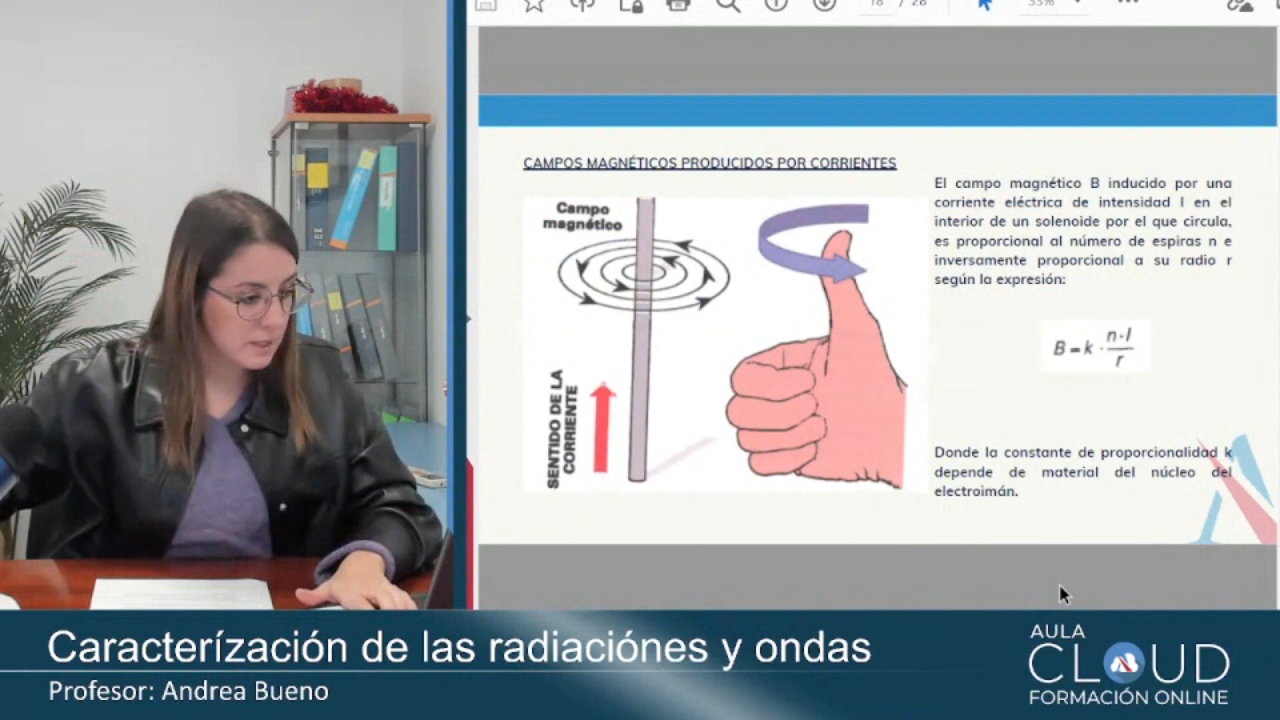 18 / 28
33%
CAMPOS MAGNÉTICOS PRODUCIDOS POR CORRIENTES
Campo
magnético
SENTIDO DE LA
CORRIENTE
El campo magnético B inducido por una
corriente eléctrica de intensidad I en el
interior de un solenoide por el que circula,
es proporcional al número de espiras n e
inversamente proporcional a su radio r
según la expresión:
B=k·n·I/r
Donde la constante de proporcionalidad k
depende de material del núcleo del
electroimán.
Caracterízación de las radiaciónes y ondas
Profesor: Andrea Bueno
AULA
CLOUD
FORMACIÓN ONLINE